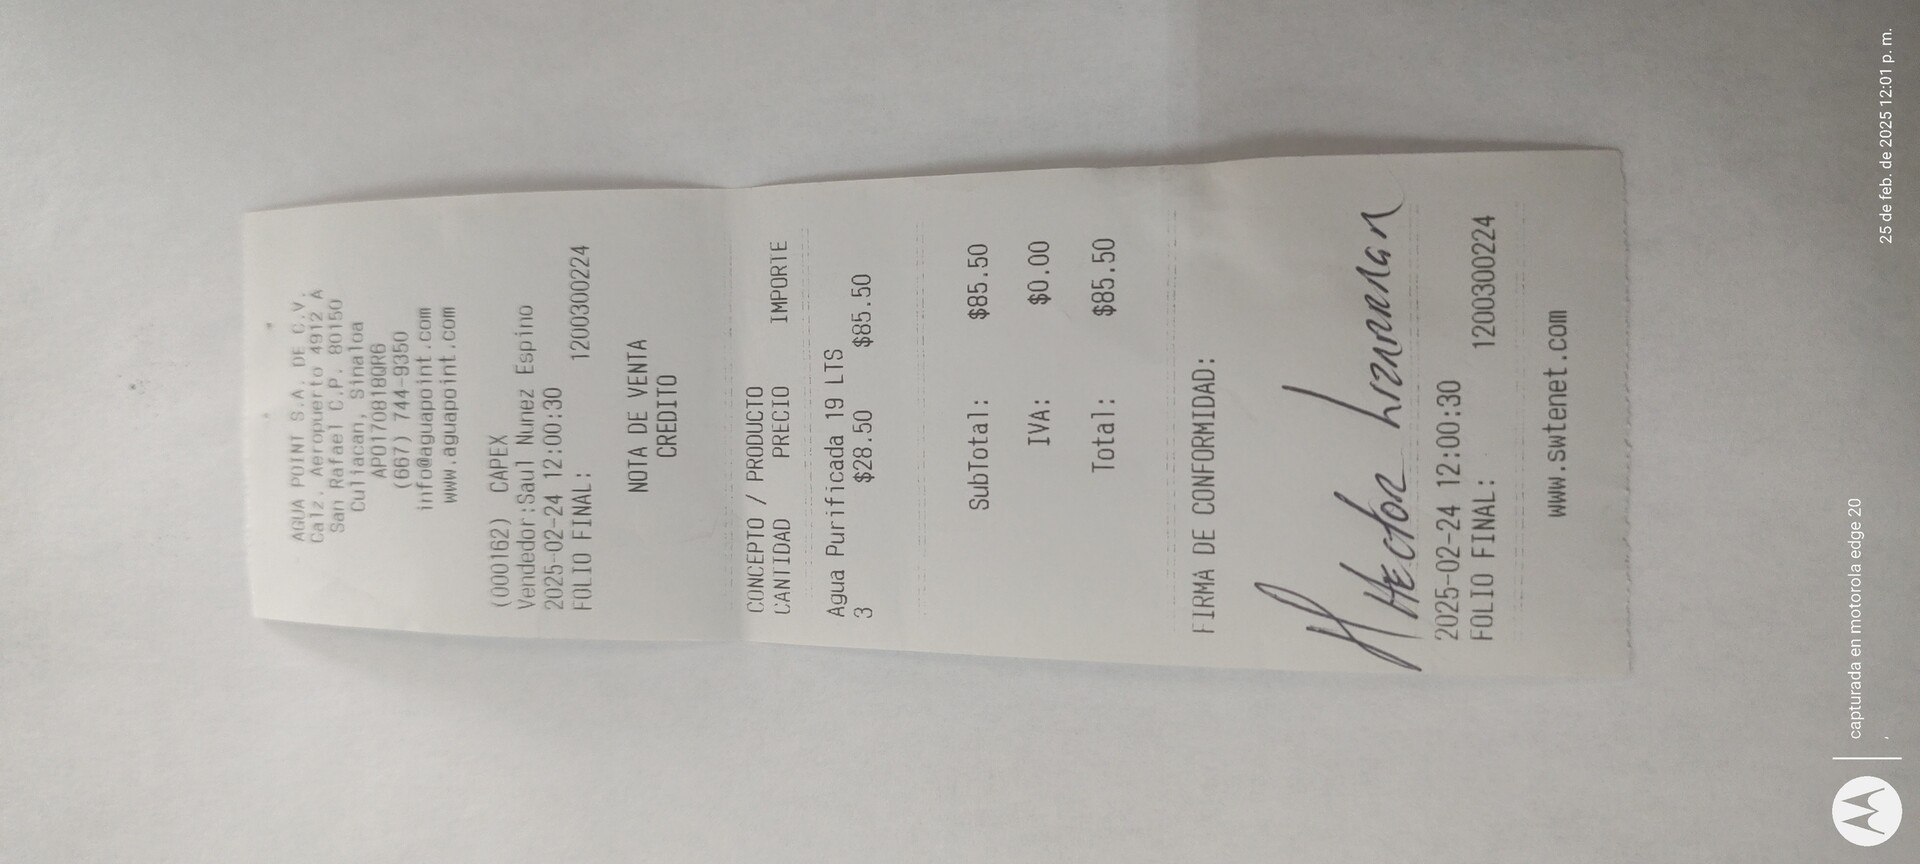 AGUA POINT S.A. DE C.V.
Calz. Aeropuerto 4912 A
San Rafael C.P. 80150
Culiacan, Sinaloa
APO170818QR6
(667) 744-9350
info@aguapoint.com
www.aguapoint.com
(000162) CAPEX
Vendedor:Saul Nunez Espino
2025-02-24 12:00:30
FOLIO FINAL: 1200300224
NOTA DE VENTA
CREDITO
CONCEPTO / PRODUCTO
CANTIDAD PRECIO IMPORTE
Agua Purificada 19 LTS
3 $28.50 $85.50
SubTotal: $85.50
IVA: $0.00
Total: $85.50
FIRMA DE CONFORMIDAD:
Hector
2025-02-24 12:00:30
FOLIO FINAL: 1200300224
www.swtenet.com
capturada en motorola edge 20
25 de feb. de 2025 12:01 p. m.